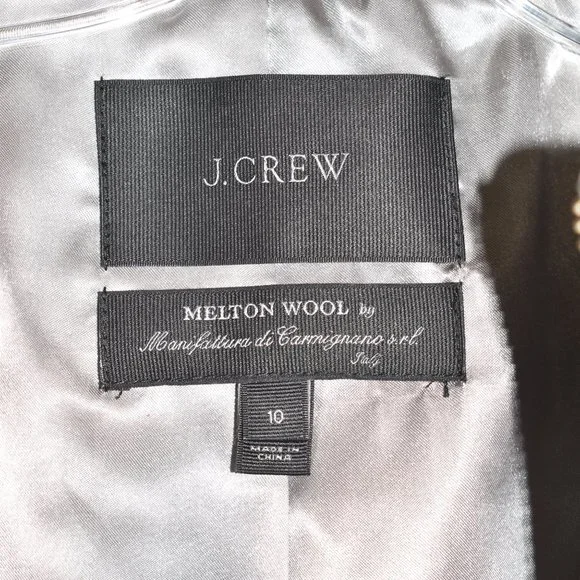 J.CREW
MELTON WOOL by
Manifattura di Carmignano s.r.l.
Italy
10
MADE IN
CHINA